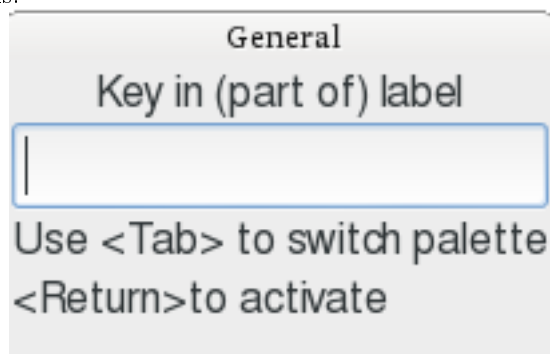 General
Key in (part of) label
Use <Tab> to switch palette
<Return>to activate